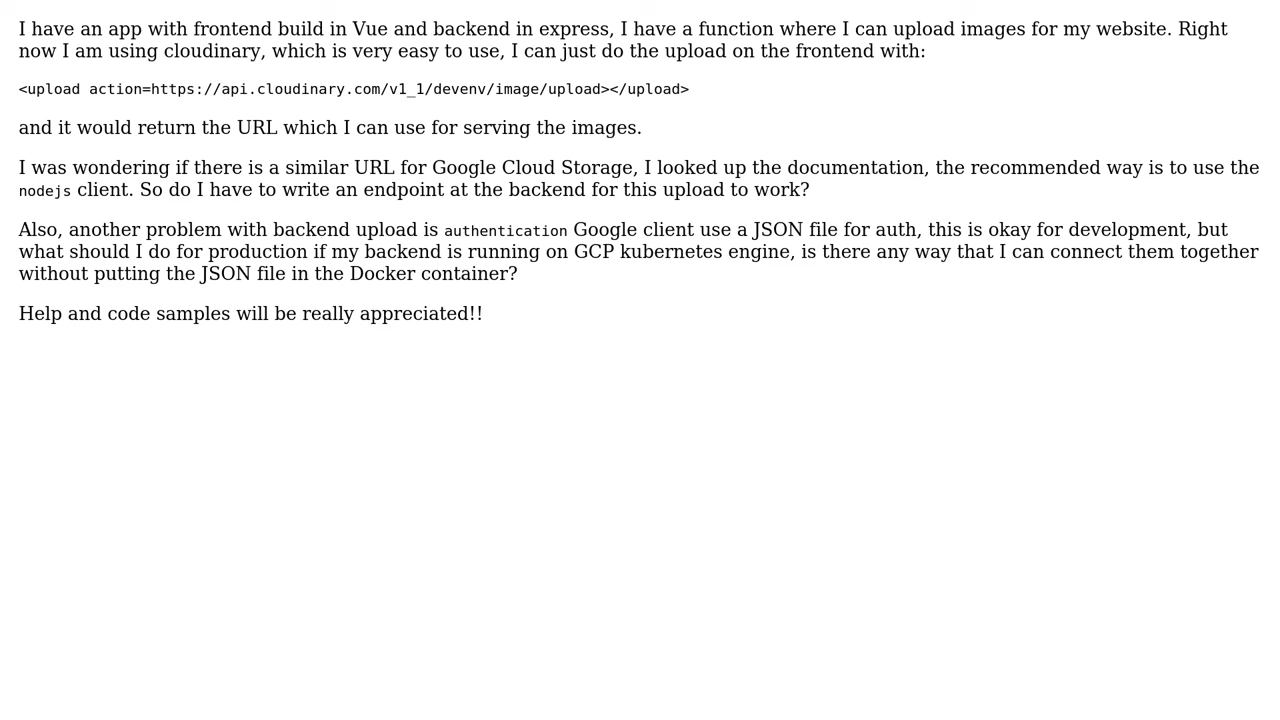 I have an app with frontend build in Vue and backend in express, I have a function where I can upload images for my website. Right
now I am using cloudinary, which is very easy to use, I can just do the upload on the frontend with:
<upload action=https://api.cloudinary.com/v1_1/devenv/image/upload></upload>
and it would return the URL which I can use for serving the images.
I was wondering if there is a similar URL for Google Cloud Storage, I looked up the documentation, the recommended way is to use the
nodejs client. So do I have to write an endpoint at the backend for this upload to work?
Also, another problem with backend upload is authentication Google client use a JSON file for auth, this is okay for development, but
what should I do for production if my backend is running on GCP kubernetes engine, is there any way that I can connect them together
without putting the JSON file in the Docker container?
Help and code samples will be really appreciated!!